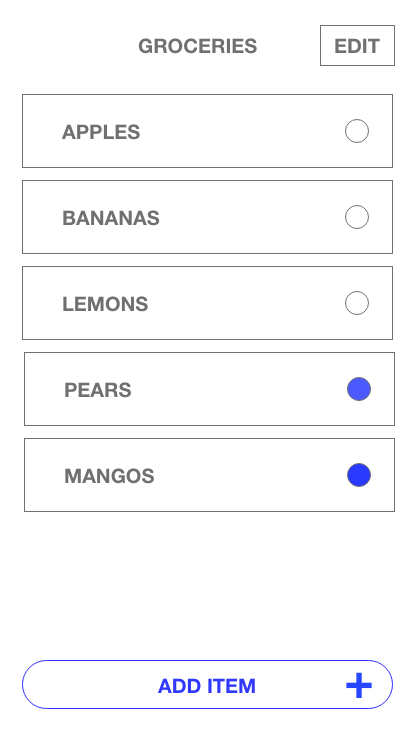 GROCERIES
EDIT
APPLES
BANANAS
LEMONS
PEARS
MANGOS
ADD ITEM +